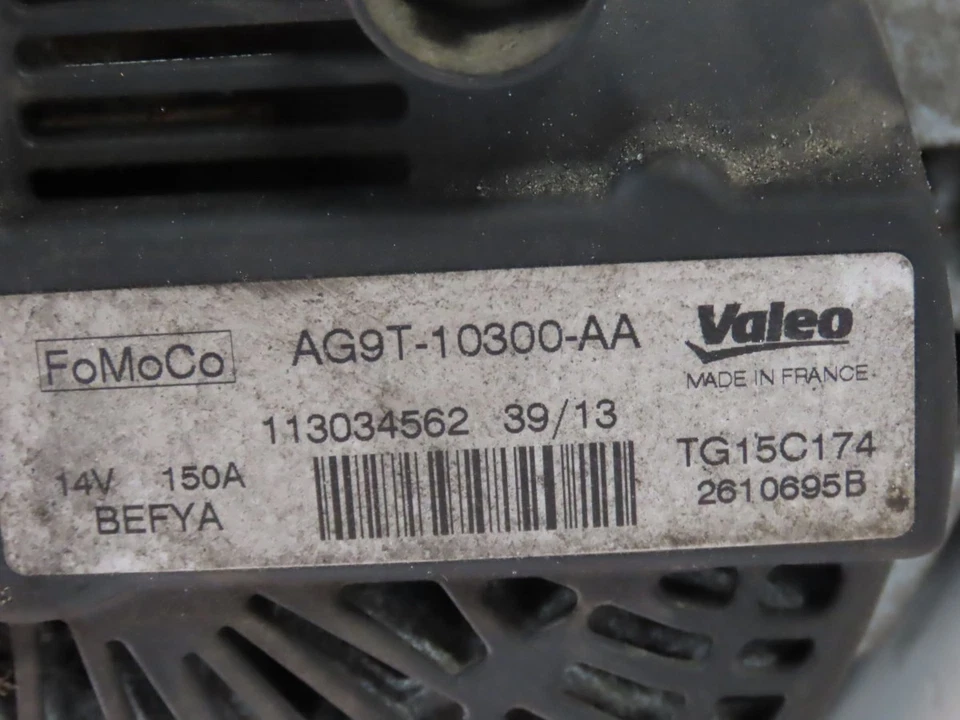 FoMoCo AG9T-10300-AA Valeo
MADE IN FRANCE
113034562 39/13
14V 150A TG15C174
BEFYA 2610695B